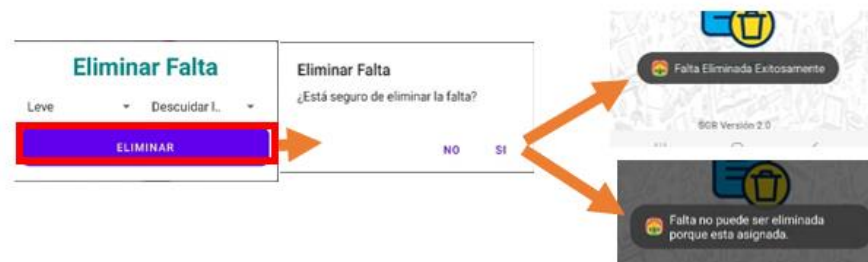 Eliminar Falta
Leve
Descuidar l..
ELIMINAR
Eliminar Falta
¿Está seguro de eliminar la falta?
NO SI
Falta Eliminada Exitosamente
SGR Versión 2.0
Falta no puede ser eliminada
porque esta asignada.